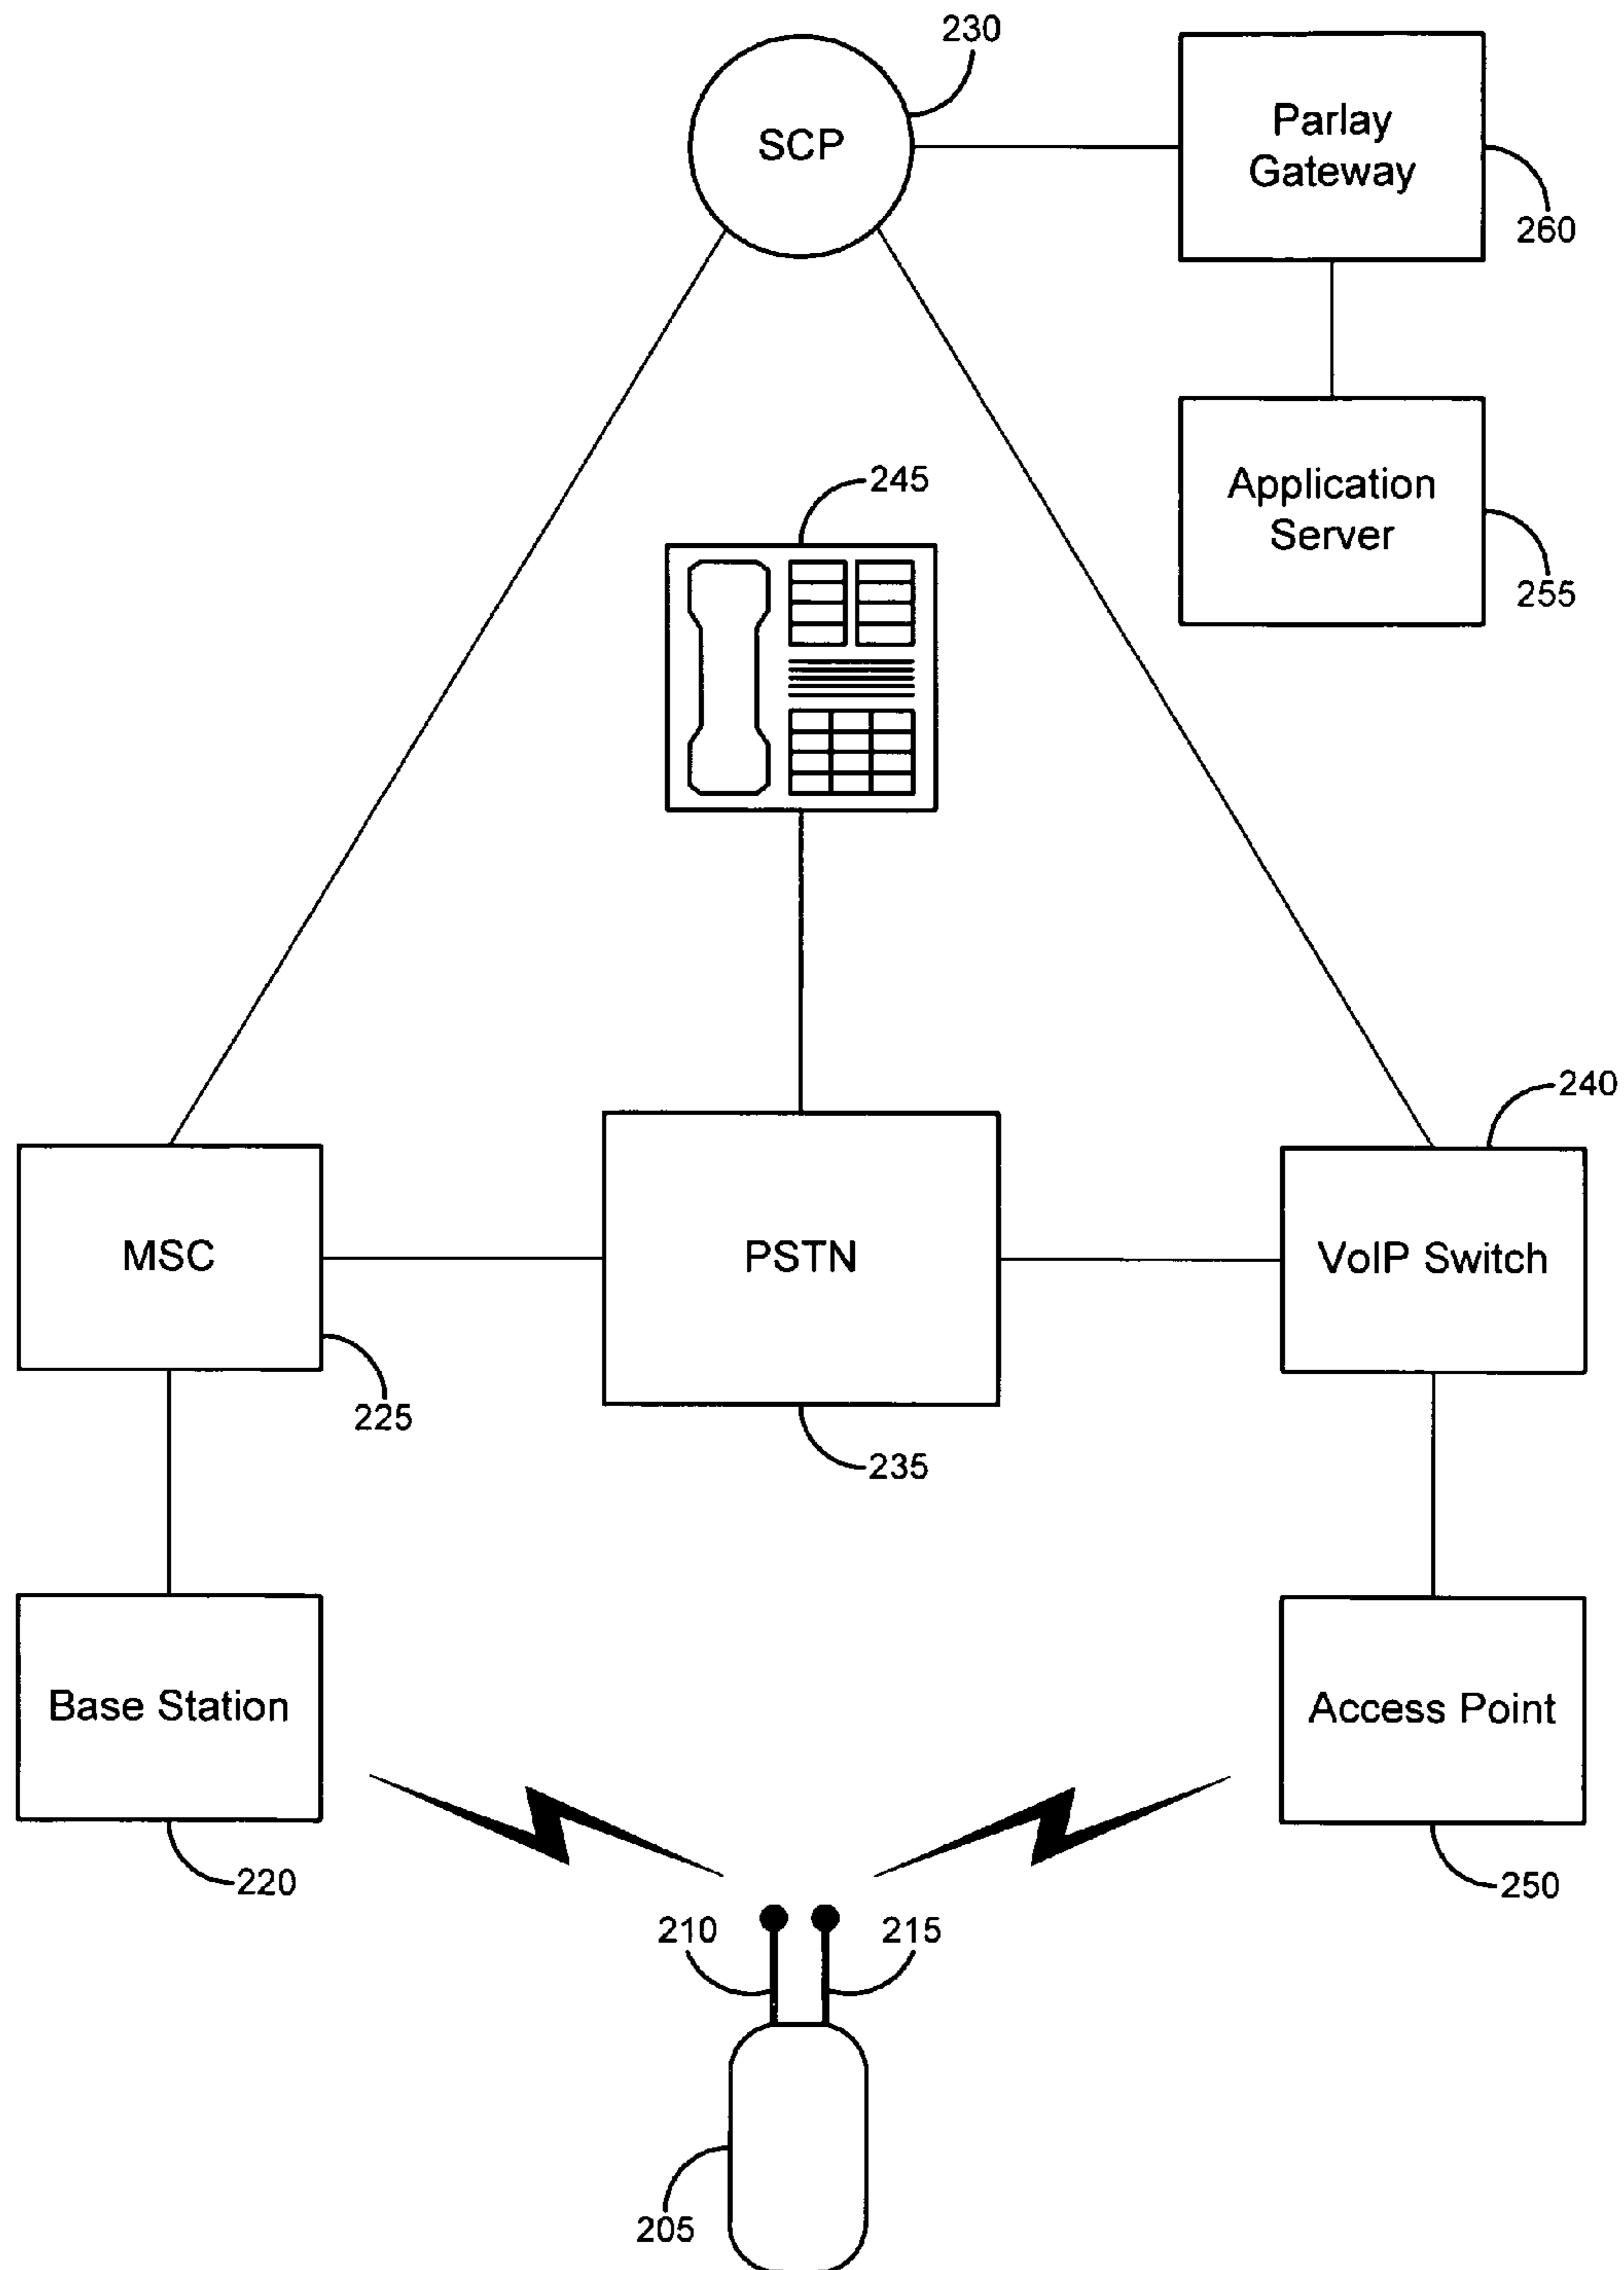 230
SCP
Parlay
Gateway
260
245
Application
Server
255
240
MSC
PSTN
VoIP Switch
225
235
Base Station
Access Point
220
250
210
215
205